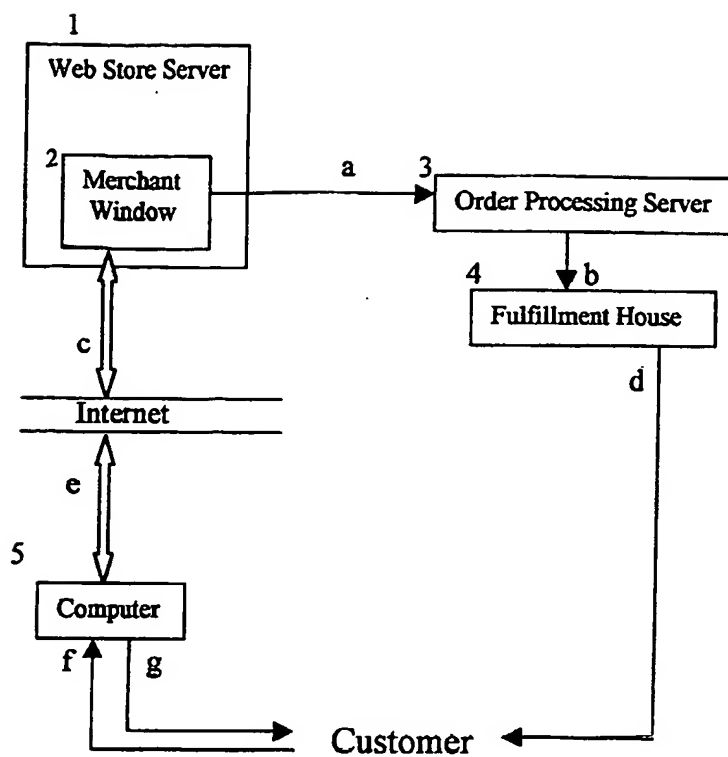 1
Web Store Server
2
Merchant
Window
a
3
Order Processing Server
4
b
Fulfillment House
c
d
Internet
e
5
Computer
f
g
Customer